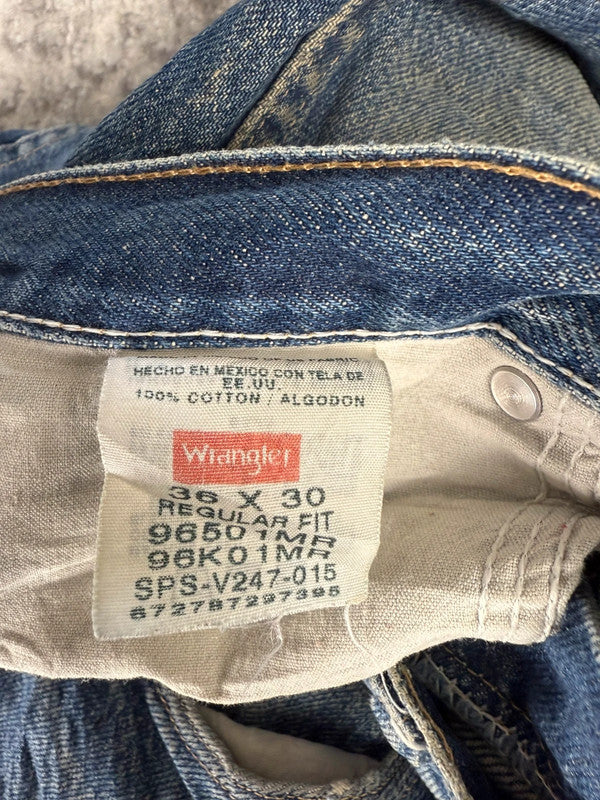 HECHO EN MEXICO CON TELA DE
EE.UU.
100% COTTON / ALGODON
Wrangler
36 X 30
REGULAR FIT
96501MR
96K01MR
SPS-V247-015
672787297395